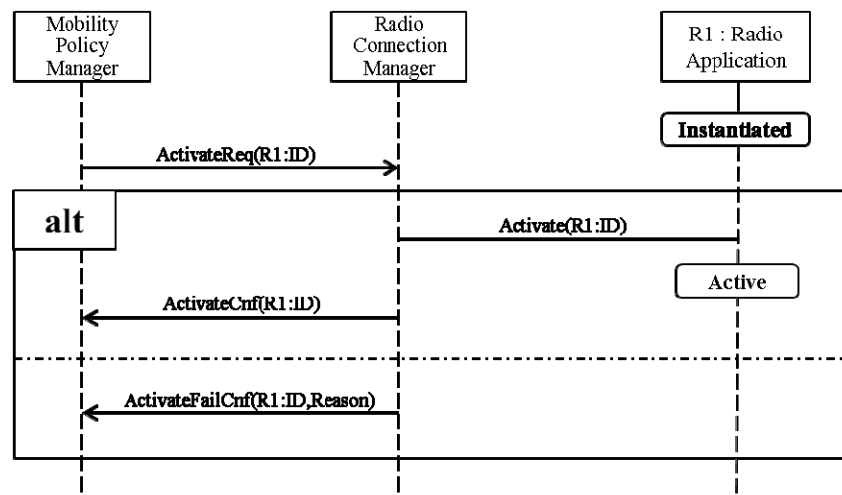 Mobility
Policy
Manager
Radio
Connection
Manager
R1 : Radio
Application
Instantiated
ActivateReq(R1:ID)
alt
Activate(R1:ID)
Active
ActivateCnf(R1:ID)
ActivateFailCnf(R1:ID,Reason)